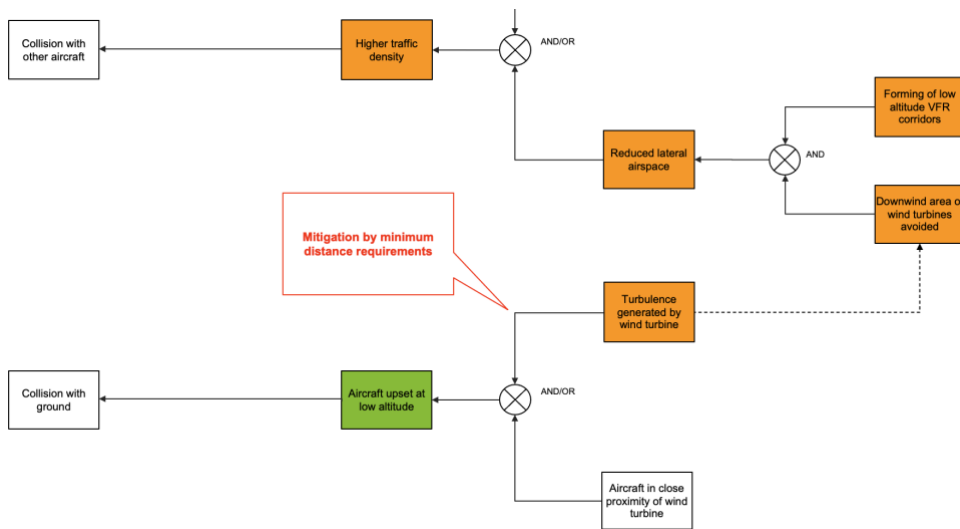 Collision with
other aircraft
Higher traffic
density
AND/OR
Forming of low
altitude VFR
corridors
Reduced lateral
airspace
AND
Downwind area o
wind turbines
avoided
Mitigation by minimum
distance requirements
Turbulence
generated by
wind turbine
Collision with
ground
Aircraft upset at
low altitude
AND/OR
Aircraft in close
proximity of wind
turbine